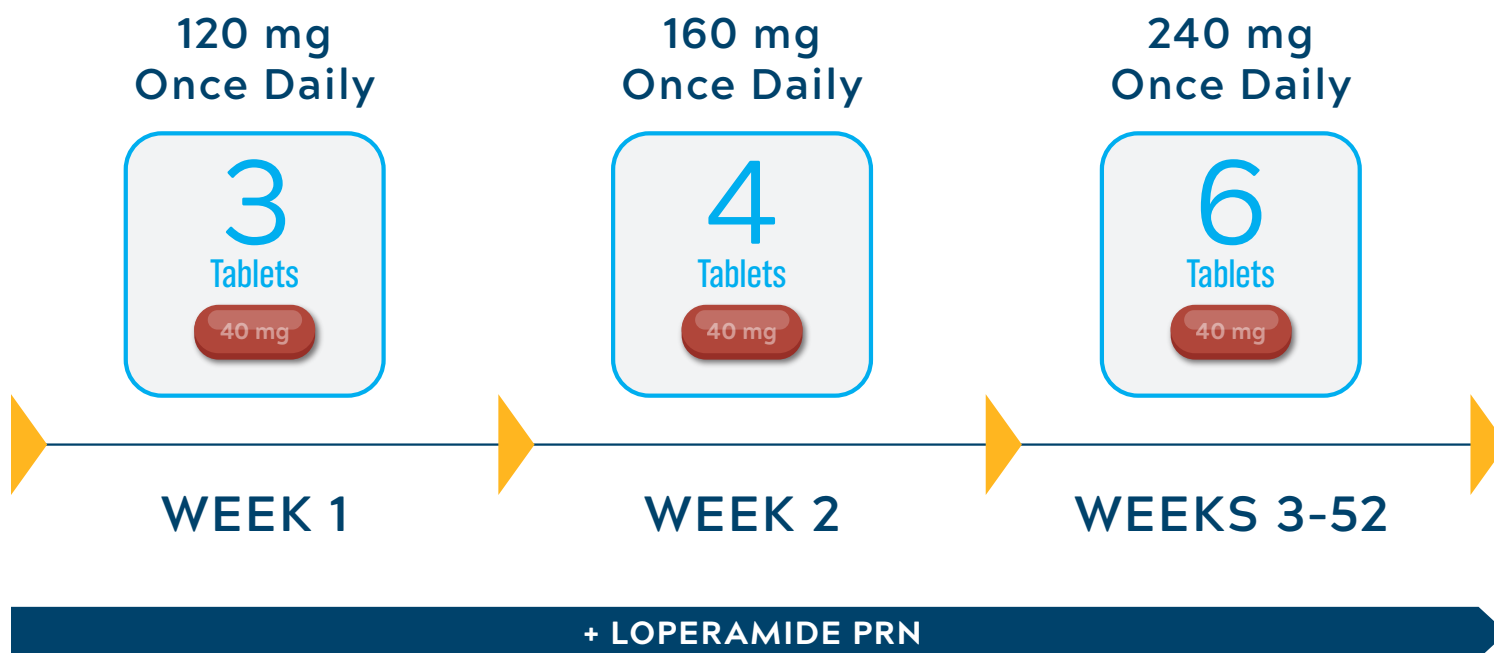 120 mg
Once Daily
3
Tablets
40 mg
WEEK 1
160 mg
Once Daily
4
Tablets
40 mg
WEEK 2
240 mg
Once Daily
6
Tablets
40 mg
WEEKS 3-52
+ LOPERAMIDE PRN